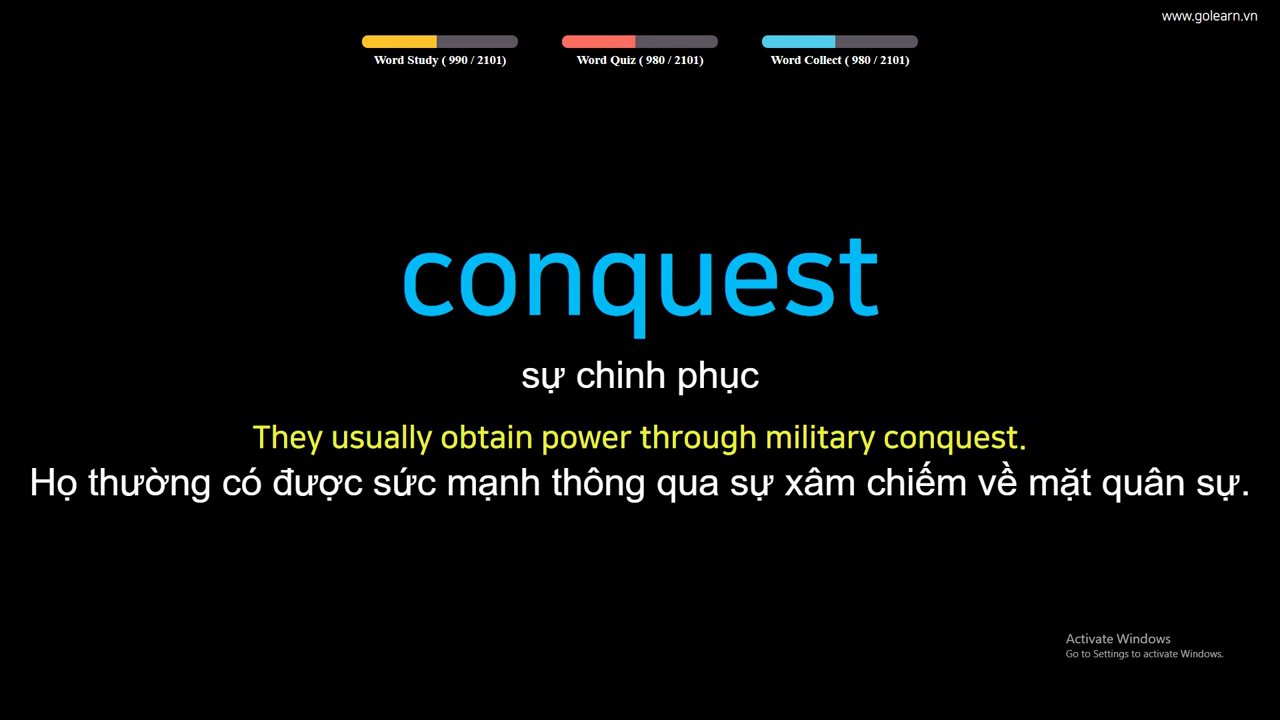 www.golearn.vn
Word Study ( 990 / 2101)
Word Quiz ( 980 / 2101)
Word Collect ( 980 / 2101)
conquest
sự chinh phục
They usually obtain power through military conquest.
Họ thường có được sức mạnh thông qua sự xâm chiếm về mặt quân sự.
Activate Windows
Go to Settings to activate Windows.